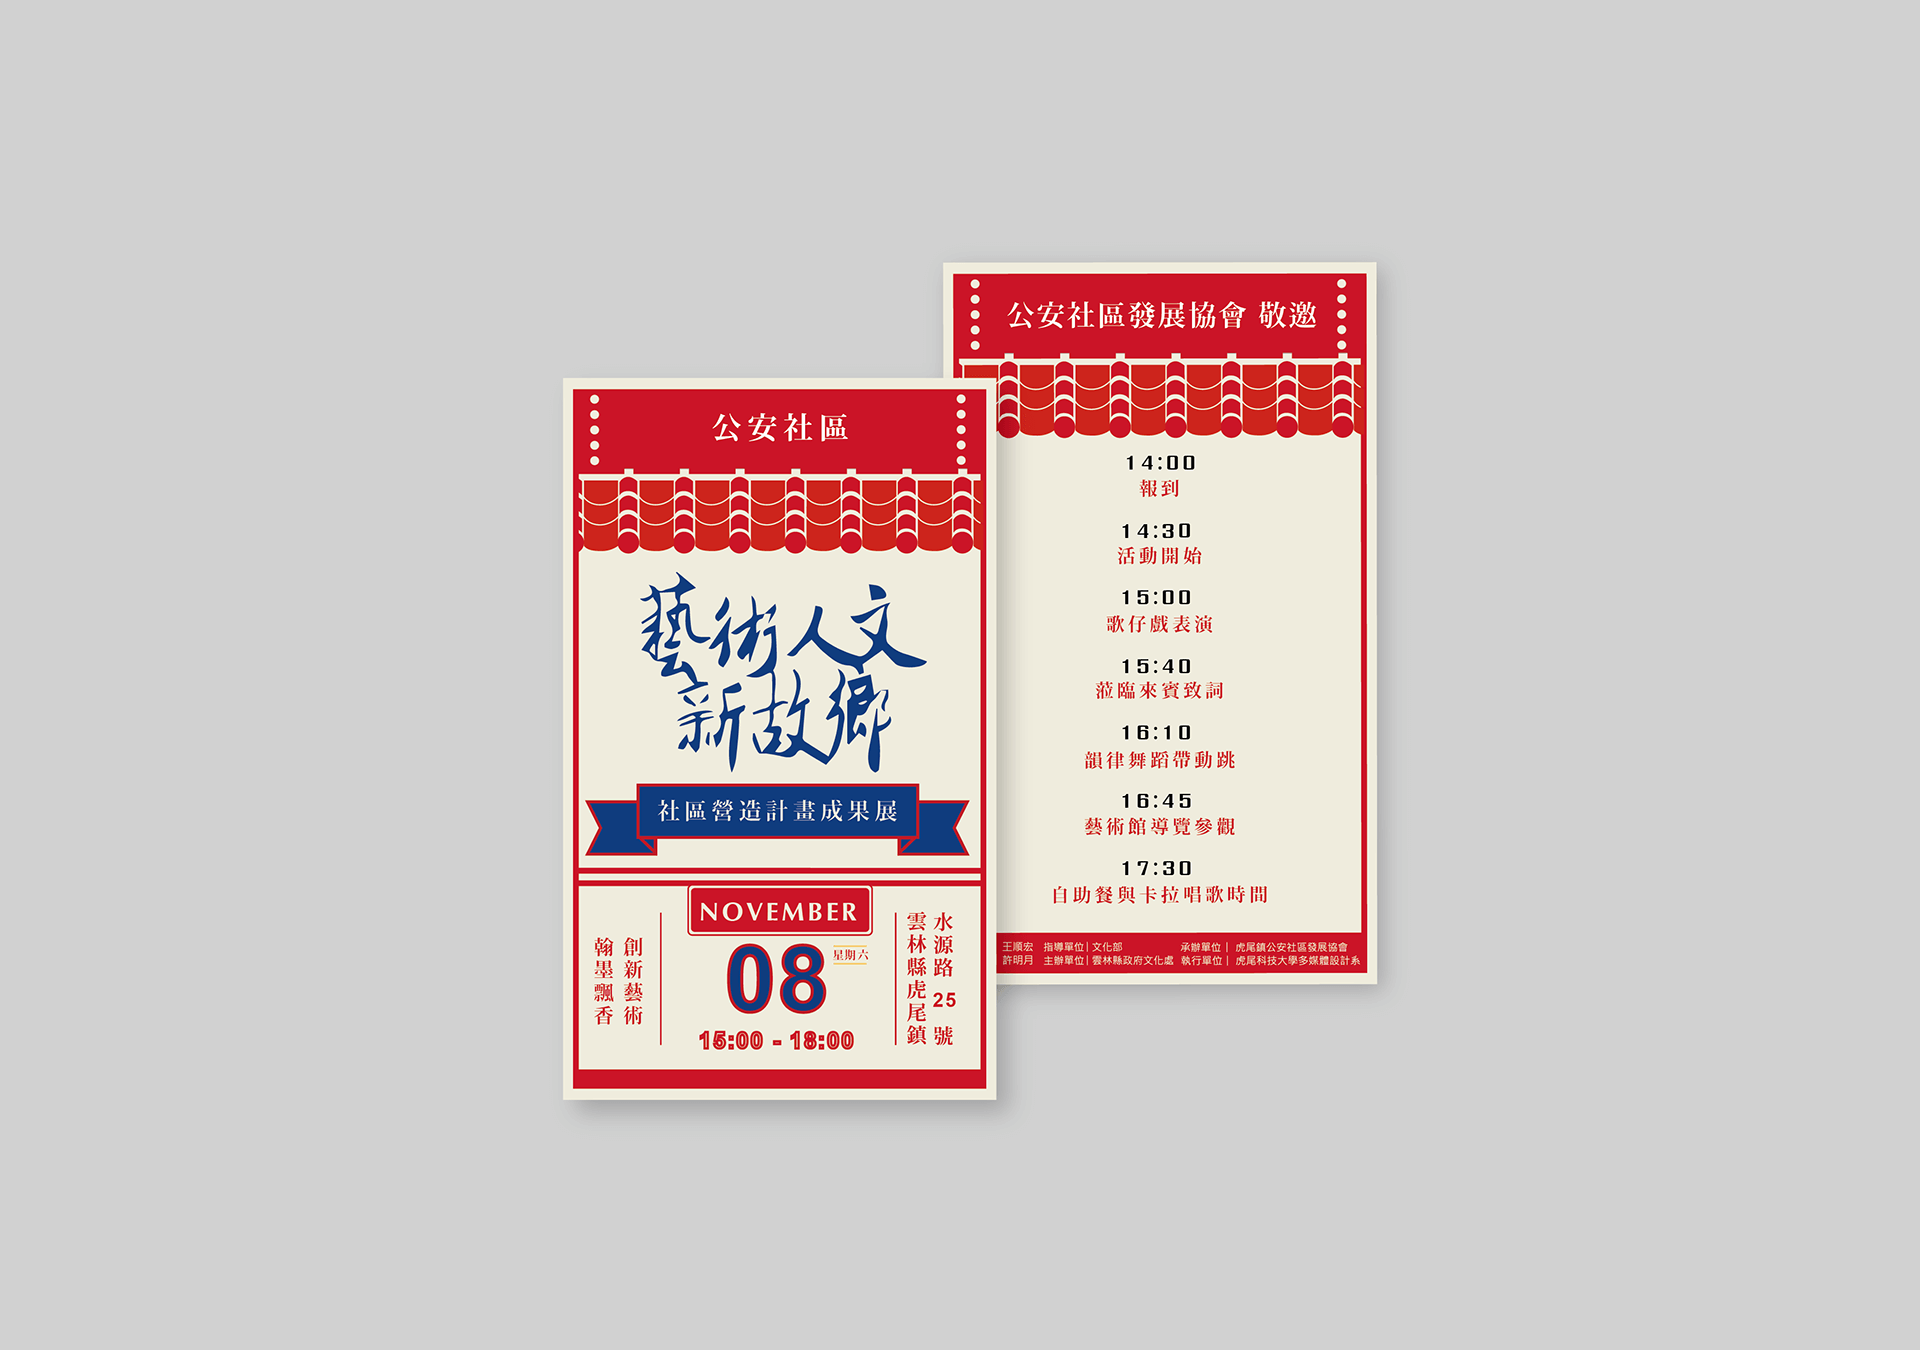 公安社區
藝術人文
新故鄉
社區營造計畫成果展
NOVEMBER
08
星期六
15:00 - 18:00
創新藝術
翰墨飄香
水源路 25 號
雲林縣虎尾鎮
公安社區發展協會 敬邀
14:00
報到
14:30
活動開始
15:00
歌仔戲表演
15:40
蒞臨來賓致詞
16:10
韻律舞蹈帶動跳
16:45
藝術館導覽參觀
17:30
自助餐與卡拉唱歌時間
王順宏 指導單位| 文化部 承辦單位 | 虎尾鎮公安社區發展協會
許明月 主辦單位| 雲林縣政府文化處 執行單位 | 虎尾科技大學多媒體設計系